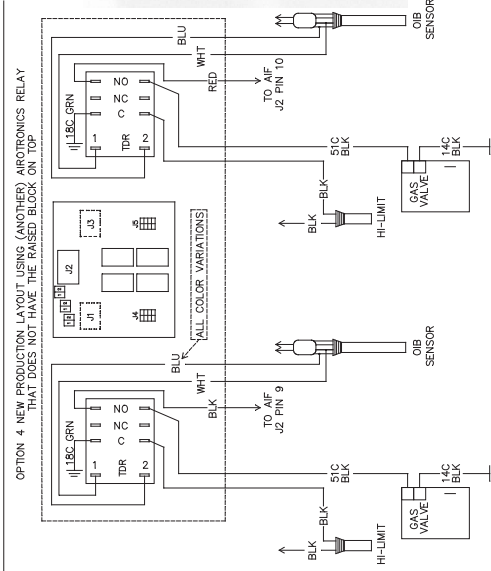 OPTION 4 NEW PRODUCTION LAYOUT USING (ANOTHER) AIROTRONICS RELAY
THAT DOES NOT HAVE THE RAISED BLOCK ON TOP
18C GRN
1
2
TDR
NO
NC
C
BLU
WHT
BLK
TO AIF
J2 PIN 9
ALL COLOR VARIATIONS
J1
J2
J3
J4
J5
18C GRN
1
2
TDR
NO
NC
C
BLU
WHT
RED
TO AIF
J2 PIN 10
OIB
SENSOR
51C
BLK
14C
BLK
BLK
BLK
HI-LIMIT
GAS
VALVE
OIB
SENSOR
51C
BLK
14C
BLK
BLK
BLK
HI-LIMIT
GAS
VALVE